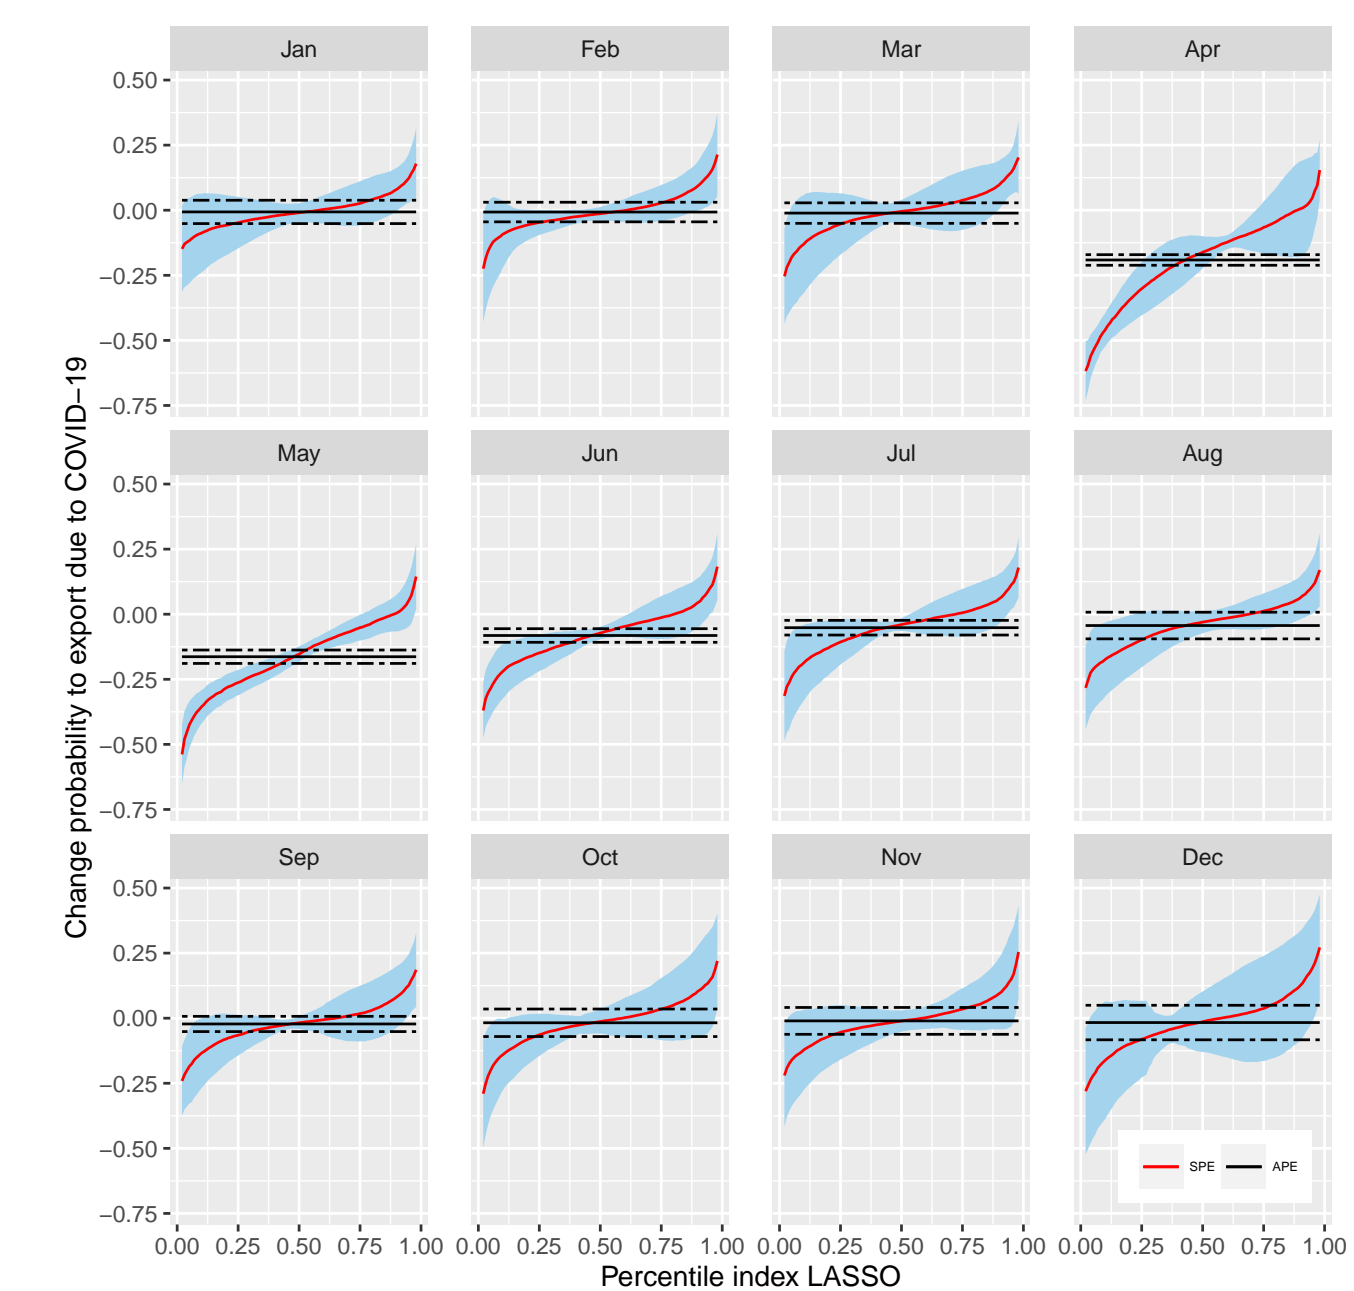 Jan Feb Mar Apr
0.50
0.25
0.00
−0.25
−0.50
−0.75
May Jun Jul Aug
0.50
0.25
0.00
−0.25
−0.50
−0.75
Sep Oct Nov Dec
0.50
0.25
0.00
−0.25
−0.50
−0.75
SPE APE
0.00 0.25 0.50 0.75 1.00 0.00 0.25 0.50 0.75 1.00 0.00 0.25 0.50 0.75 1.00 0.00 0.25 0.50 0.75 1.00
Percentile index LASSO
Change probability to export due to COVID−19